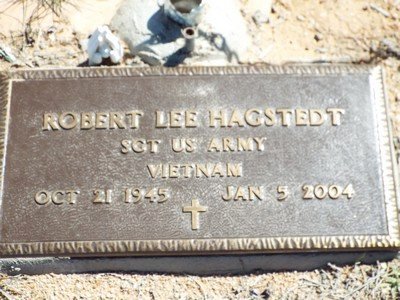 ROBERT LEE HAGSTEDT
SGT US ARMY
VIETNAM
OCT 21 1945 JAN 5 2004